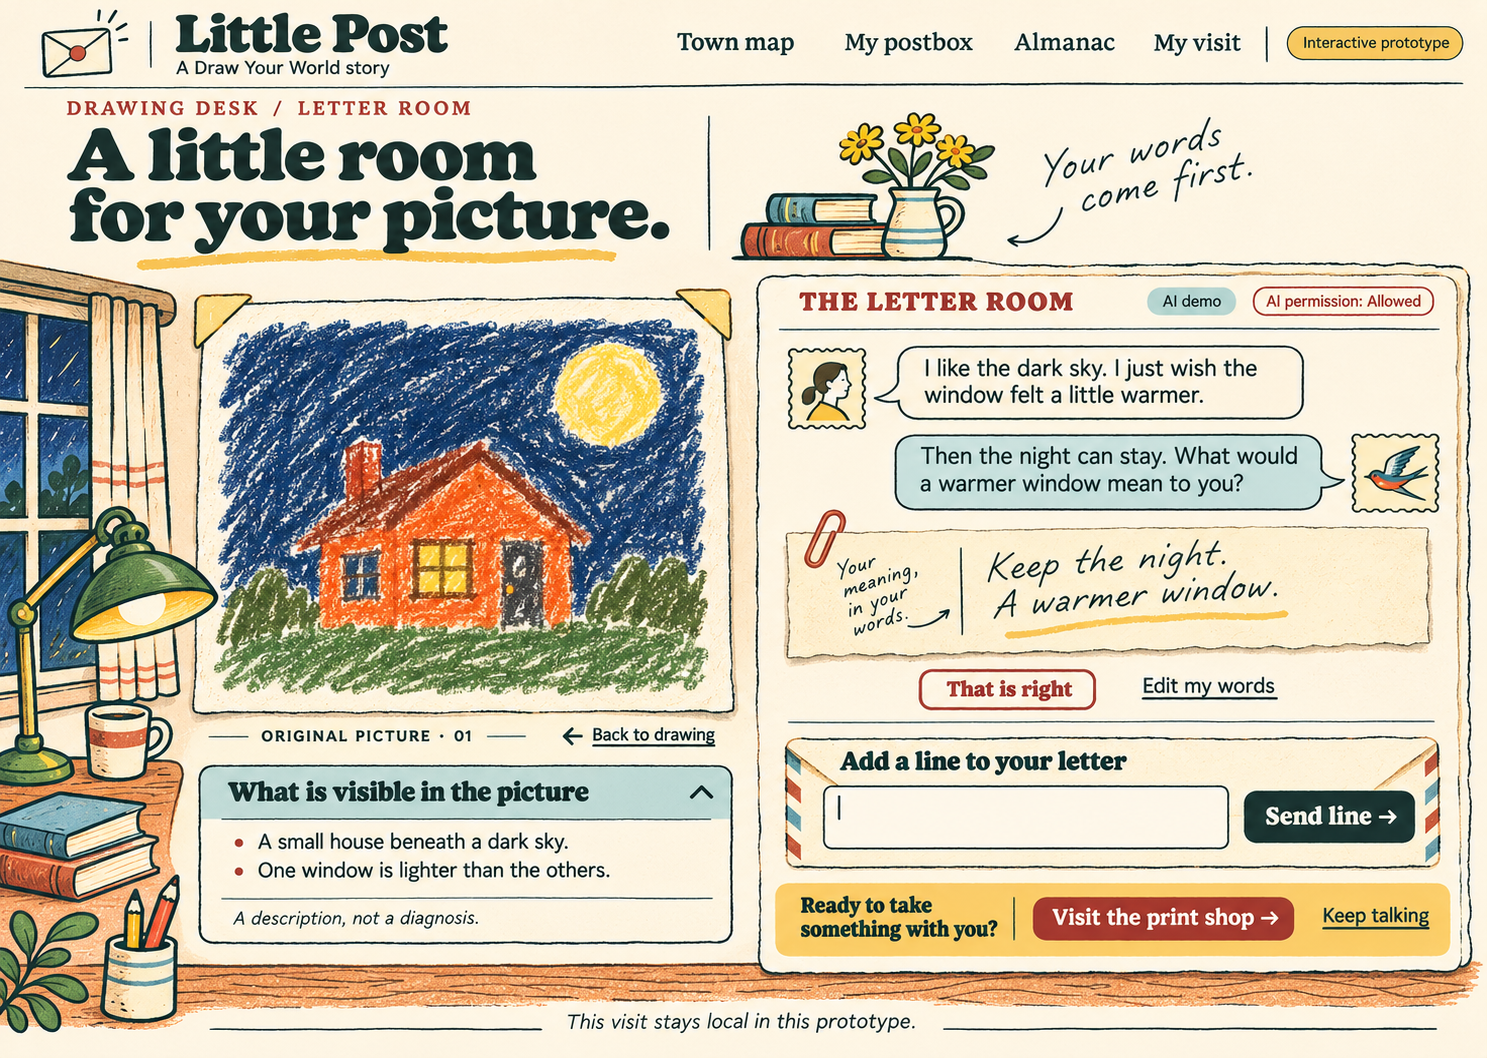 Little Post
A Draw Your World story
Town map
My postbox
Almanac
My visit
Interactive prototype
DRAWING DESK / LETTER ROOM
A little room
for your picture.
Your words
come first.
THE LETTER ROOM
AI demo
AI permission: Allowed
I like the dark sky. I just wish the
window felt a little warmer.
Then the night can stay. What would
a warmer window mean to you?
Your
meaning,
in your
words.
Keep the night.
A warmer window.
That is right
Edit my words
ORIGINAL PICTURE · 01
← Back to drawing
What is visible in the picture
• A small house beneath a dark sky.
• One window is lighter than the others.
A description, not a diagnosis.
Add a line to your letter
Send line →
Ready to take
something with you?
Visit the print shop →
Keep talking
This visit stays local in this prototype.